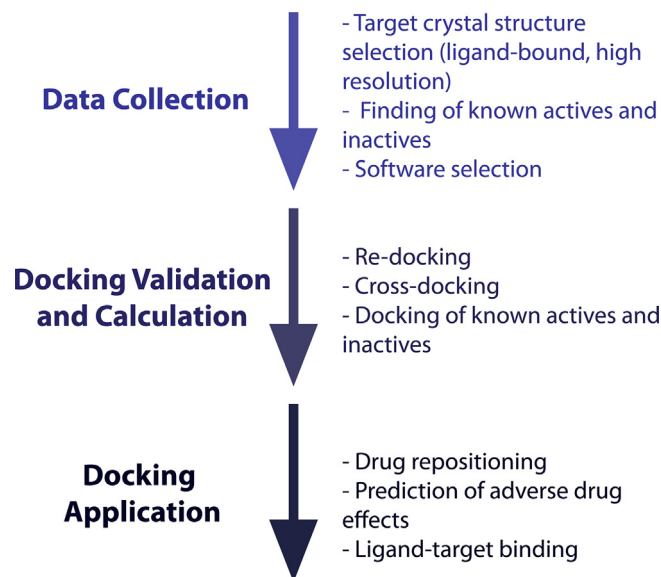 Data Collection
- Target crystal structure
selection (ligand-bound, high
resolution)
- Finding of known actives and
inactives
- Software selection
Docking Validation
and Calculation
- Re-docking
- Cross-docking
- Docking of known actives and
inactives
Docking
Application
- Drug repositioning
- Prediction of adverse drug
effects
- Ligand-target binding